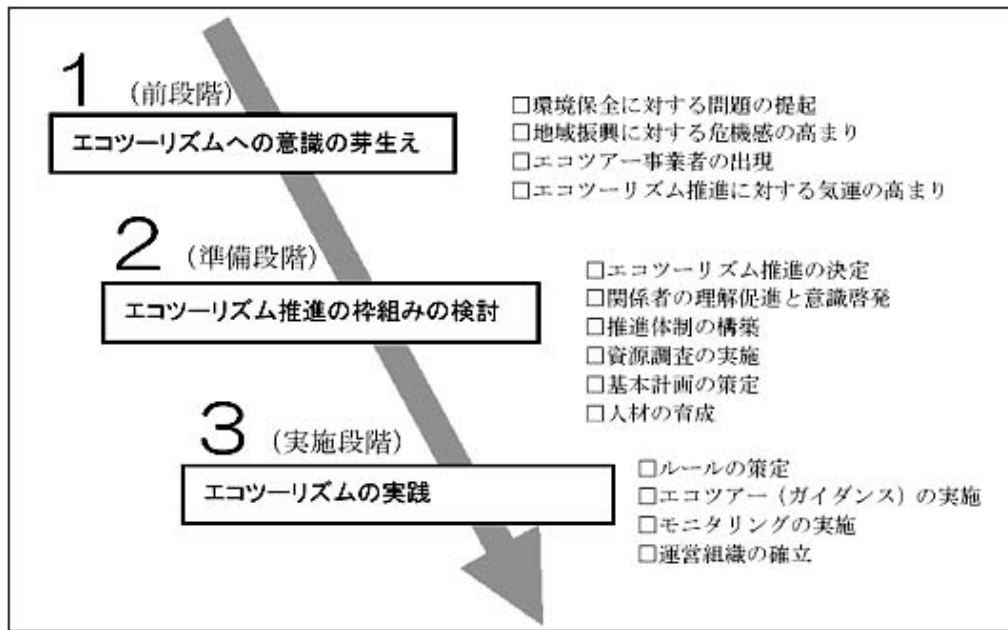 1 (前段階)
エコツーリズムへの意識の芽生え
□環境保全に対する問題の提起
□地域振興に対する危機感の高まり
□エコツアー事業者の出現
□エコツーリズム推進に対する気運の高まり
2 (準備段階)
エコツーリズム推進の枠組みの検討
□エコツーリズム推進の決定
□関係者の理解促進と意識啓発
□推進体制の構築
□資源調査の実施
□基本計画の策定
□人材の育成
3 (実施段階)
エコツーリズムの実践
□ルールの策定
□エコツアー(ガイダンス)の実施
□モニタリングの実施
□運営組織の確立